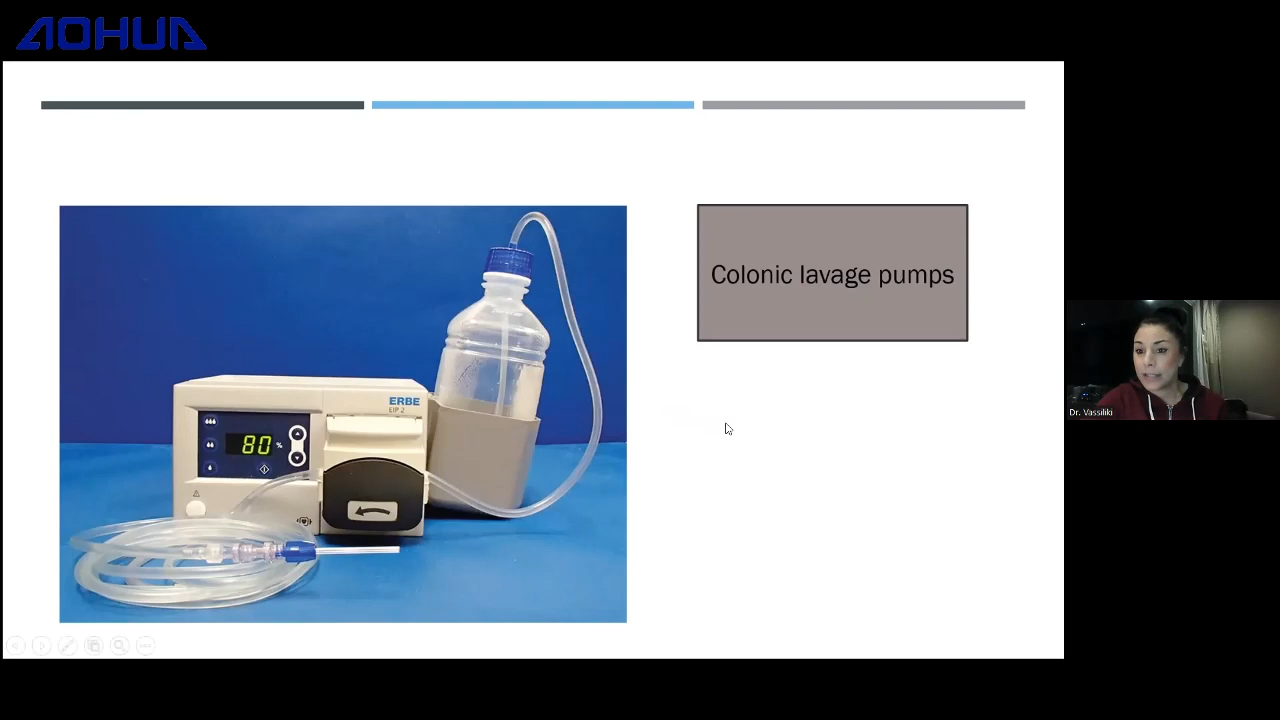 AOHUA
Colonic lavage pumps
ERBE
EIP 2
80 %
Dr. Vassiliki